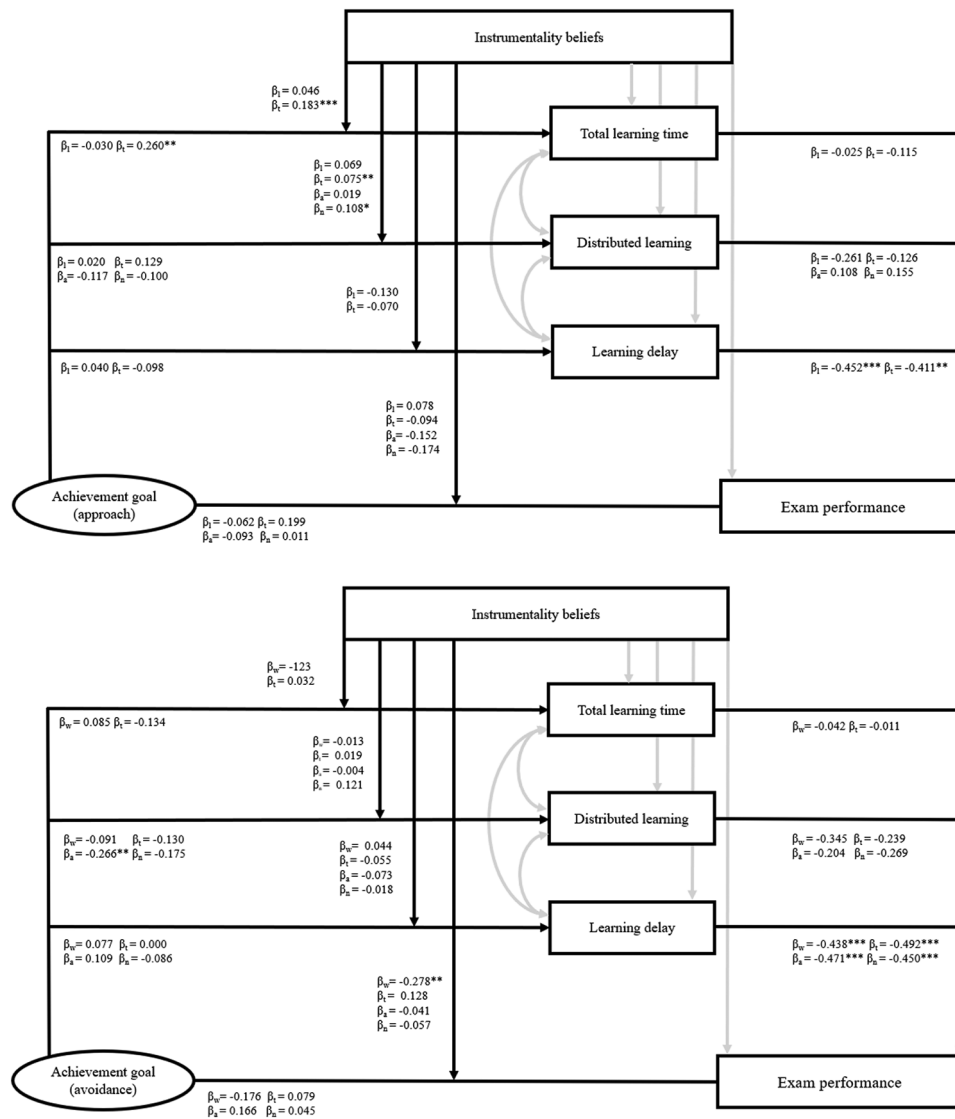 Instrumentality beliefs
βl = 0.046
βt = 0.183***
Total learning time
βl = -0.030 βt = 0.260**
βl = -0.025 βt = -0.115
βl = 0.069
βt = 0.075**
βa = 0.019
βn = 0.108*
Distributed learning
βl = 0.020 βt = 0.129
βa = -0.117 βn = -0.100
βl = -0.261 βt = -0.126
βa = 0.108 βn = 0.155
βl = -0.130
βt = -0.070
Learning delay
βl = 0.040 βt = -0.098
βl = -0.452*** βt = -0.411**
βl = 0.078
βt = -0.094
βa = -0.152
βn = -0.174
Achievement goal
(approach)
Exam performance
βl = -0.062 βt = 0.199
βa = -0.093 βn = 0.011
Instrumentality beliefs
βw = -123
βt = 0.032
Total learning time
βw = 0.085 βt = -0.134
βw = -0.042 βt = -0.011
β = -0.013
β = 0.019
β = -0.004
β = 0.121
Distributed learning
βw = -0.091 βt = -0.130
βa = -0.266** βn = -0.175
βw = -0.345 βt = -0.239
βa = -0.204 βn = -0.269
βw = 0.044
βt = -0.055
βa = -0.073
βn = -0.018
Learning delay
βw = 0.077 βt = 0.000
βa = 0.109 βn = -0.086
βw = -0.438*** βt = -0.492***
βa = -0.471*** βn = -0.450***
βw = -0.278**
βt = 0.128
βa = -0.041
βn = -0.057
Achievement goal
(avoidance)
Exam performance
βw = -0.176 βt = 0.079
βa = 0.166 βn = 0.045